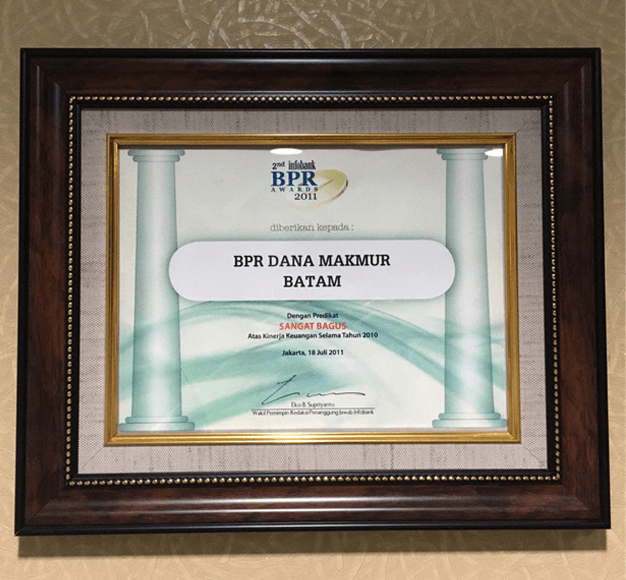 2nd infobank
BPR
AWARDS
2011
diberikan kepada :
BPR DANA MAKMUR
BATAM
Dengan Predikat
SANGAT BAGUS
Atas Kinerja Keuangan Selama Tahun 2010
Jakarta, 18 Juli 2011
Eko B. Supriyanto
Wakil Pemimpin Redaksi/Penanggung Jawab Infobank